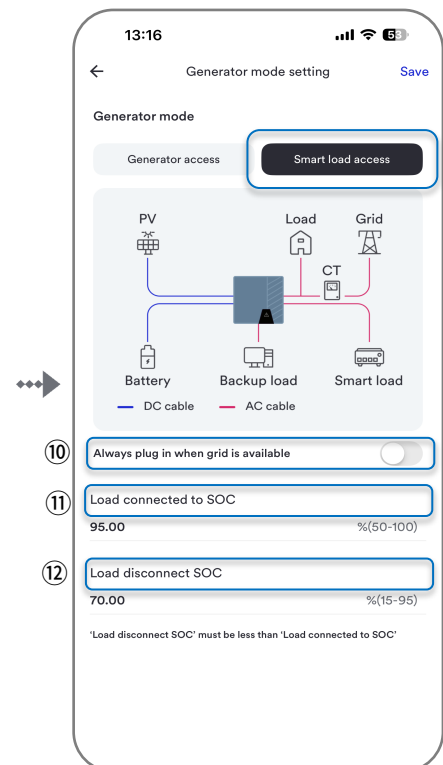 13:16
53
Generator mode setting
Save
Generator mode
Generator access
Smart load access
PV
Load
Grid
CT
Battery
Backup load
Smart load
DC cable
AC cable
⑩
Always plug in when grid is available
⑪
Load connected to SOC
95.00
%(50-100)
⑫
Load disconnect SOC
70.00
%(15-95)
‘Load disconnect SOC’ must be less than ‘Load connected to SOC’